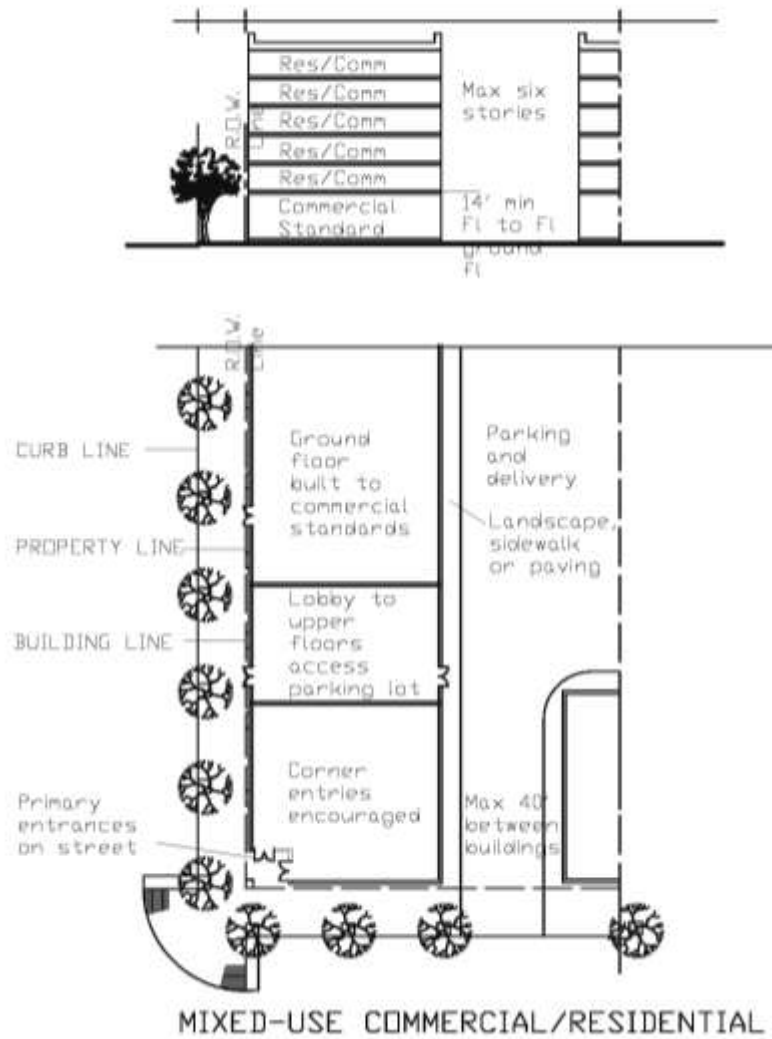 Res/Comm
Res/Comm
Res/Comm
Res/Comm
Res/Comm
Commercial
Standard
R.O.W.
Line
Max six
stories
14' min
Fl to Fl
ground
Fl
R.O.W.
Line
CURB LINE
PROPERTY LINE
BUILDING LINE
Primary
entrances
on street
Ground
floor
built to
commercial
standards
Lobby to
upper
floors
access
parking lot
Corner
entries
encouraged
Parking
and
delivery
Landscape,
sidewalk
or paving
Max 40'
between
buildings
MIXED-USE COMMERCIAL/RESIDENTIAL